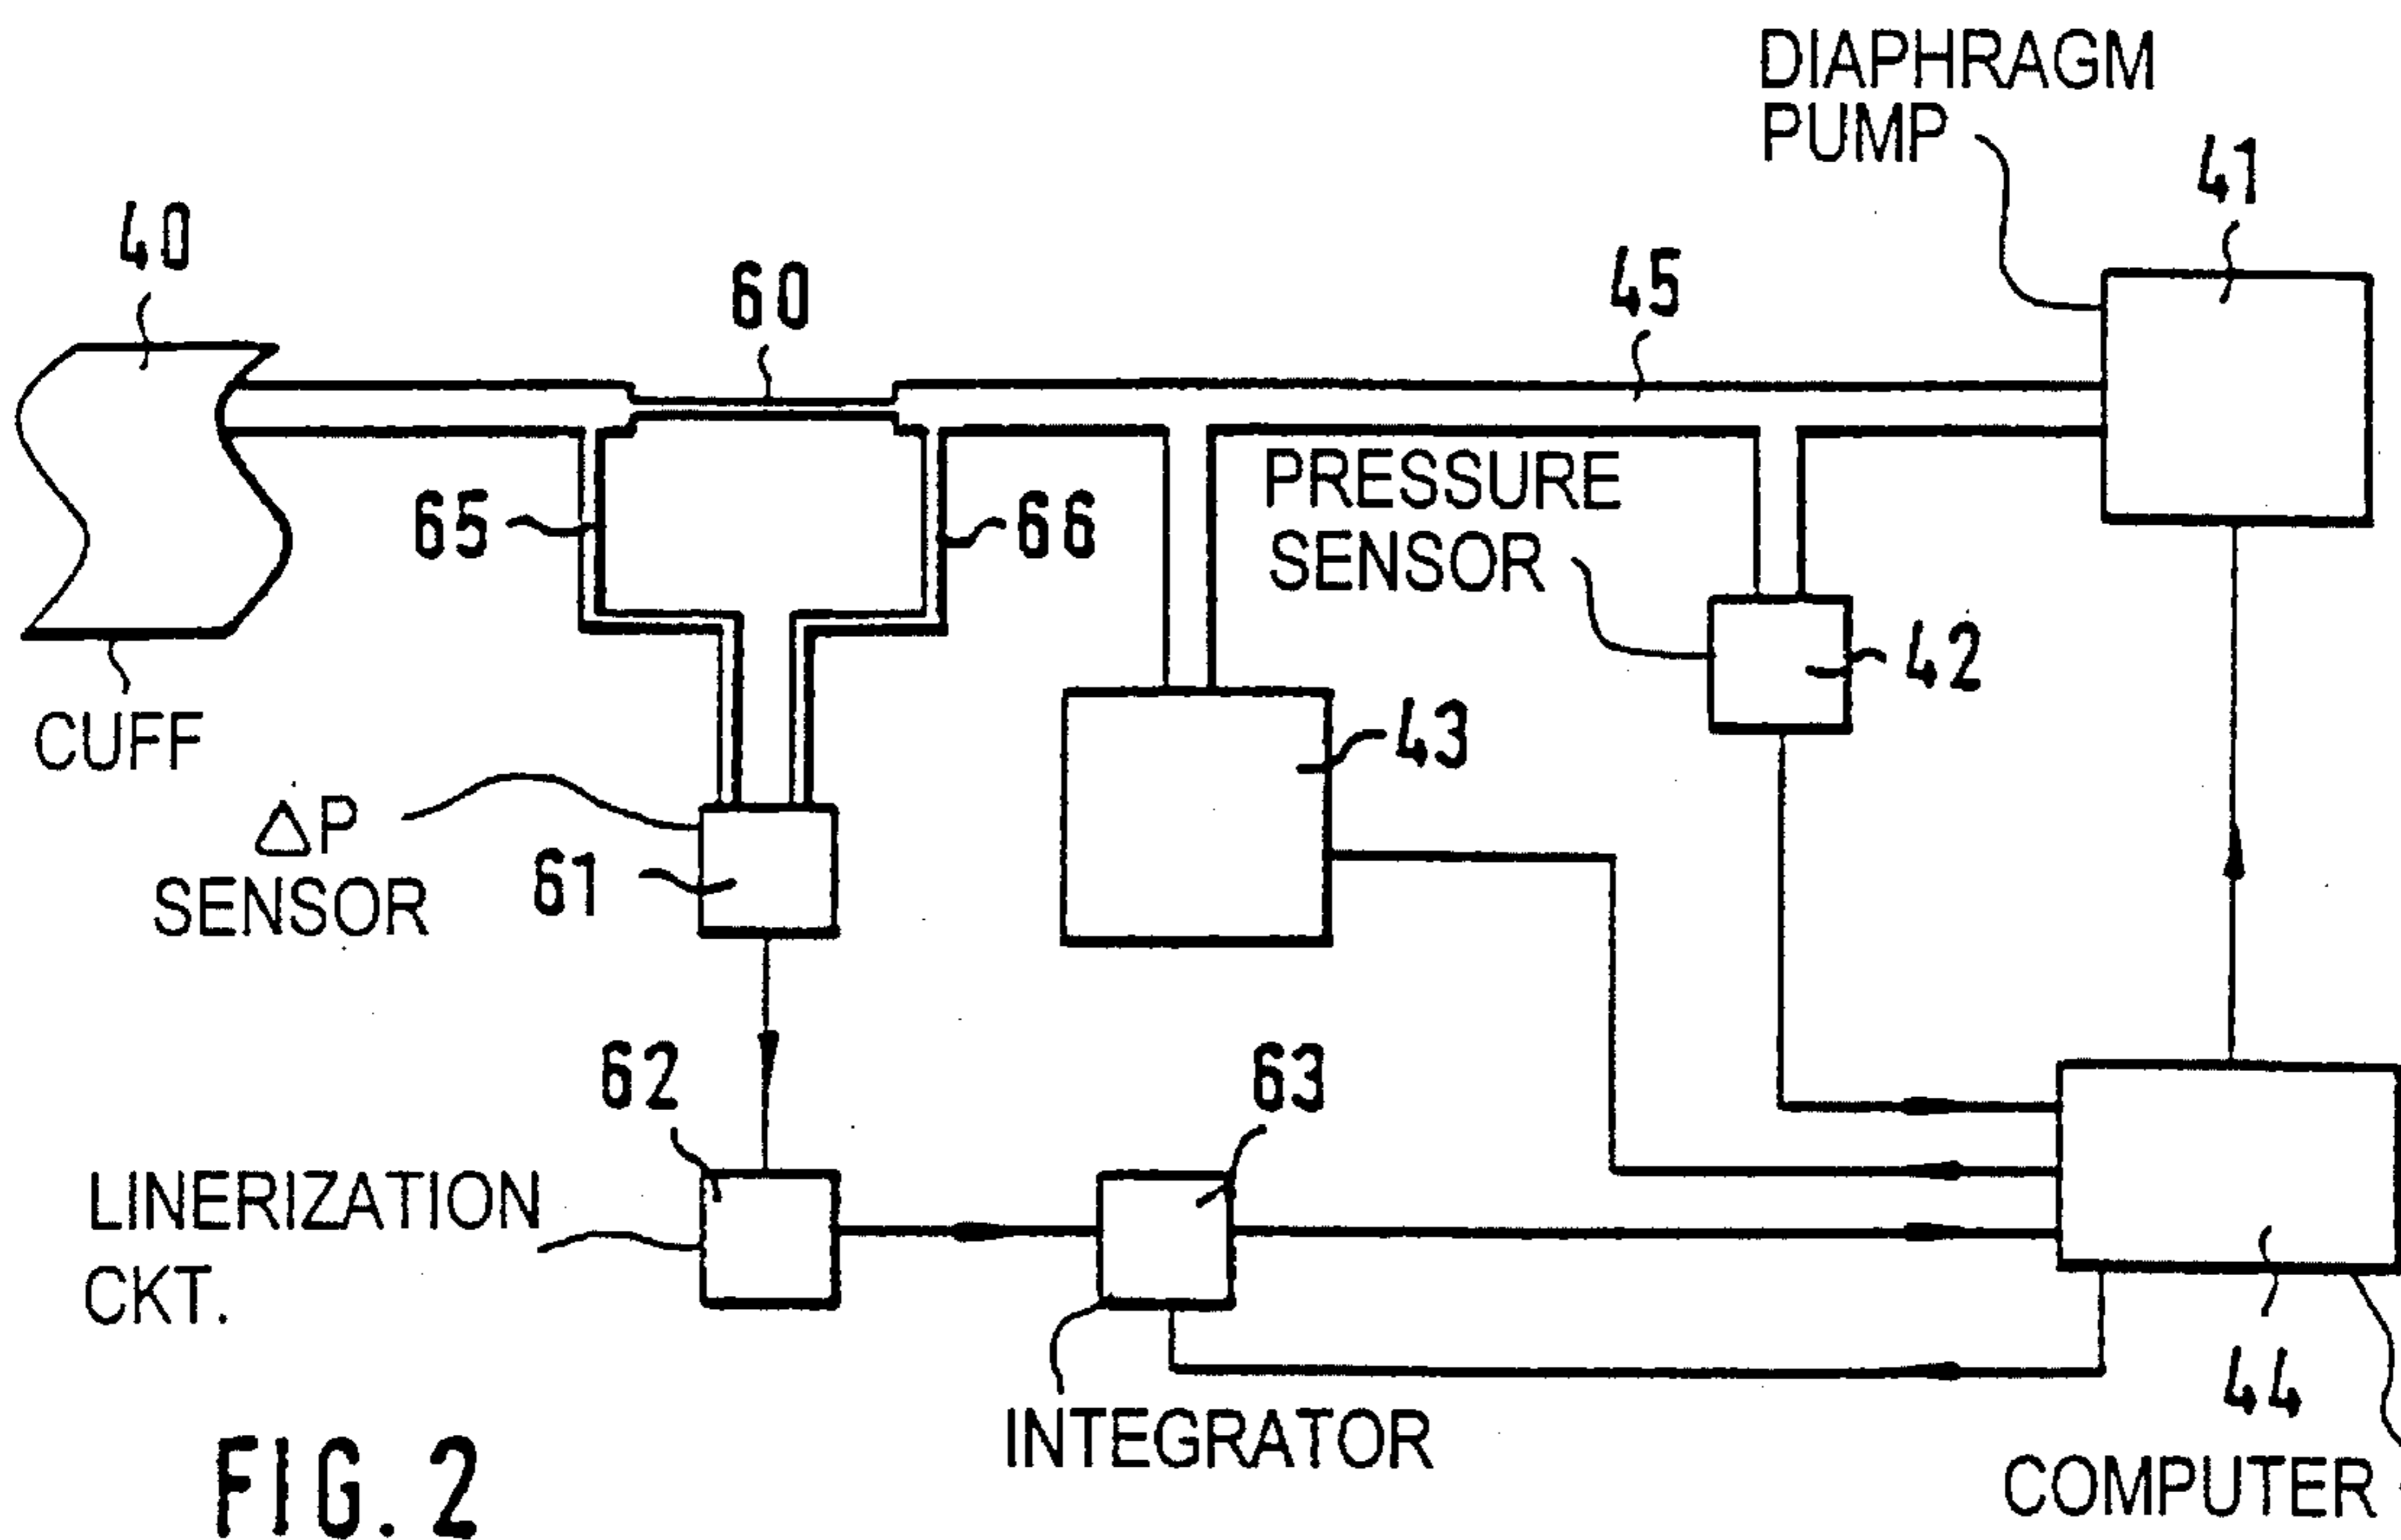 DIAPHRAGM
PUMP
41
40
60
45
PRESSURE
SENSOR
65
66
42
43
CUFF
ΔP
SENSOR
61
62
63
LINERIZATION
CKT.
INTEGRATOR
44
COMPUTER
FIG. 2